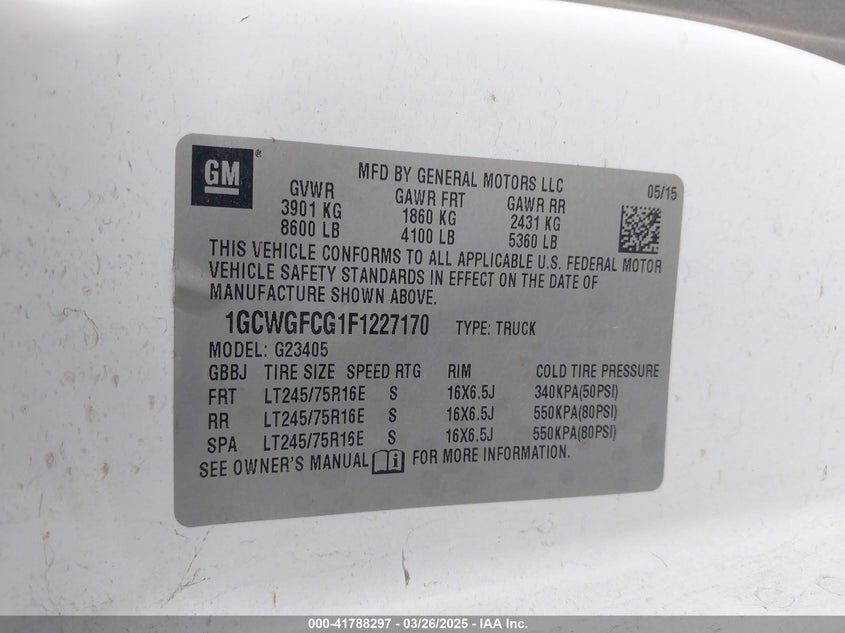 GM®
MFD BY GENERAL MOTORS LLC 05/15
GVWR GAWR FRT GAWR RR
3901 KG 1860 KG 2431 KG
8600 LB 4100 LB 5360 LB
THIS VEHICLE CONFORMS TO ALL APPLICABLE U.S. FEDERAL MOTOR
VEHICLE SAFETY STANDARDS IN EFFECT ON THE DATE OF
MANUFACTURE SHOWN ABOVE.
1GCWGFCG1F1227170 TYPE: TRUCK
MODEL: G23405
GBBJ TIRE SIZE SPEED RTG RIM COLD TIRE PRESSURE
FRT LT245/75R16E S 16X6.5J 340KPA(50PSI)
RR LT245/75R16E S 16X6.5J 550KPA(80PSI)
SPA LT245/75R16E S 16X6.5J 550KPA(80PSI)
SEE OWNER'S MANUAL i FOR MORE INFORMATION.
000-41788297 - 03/26/2025 - IAA Inc.